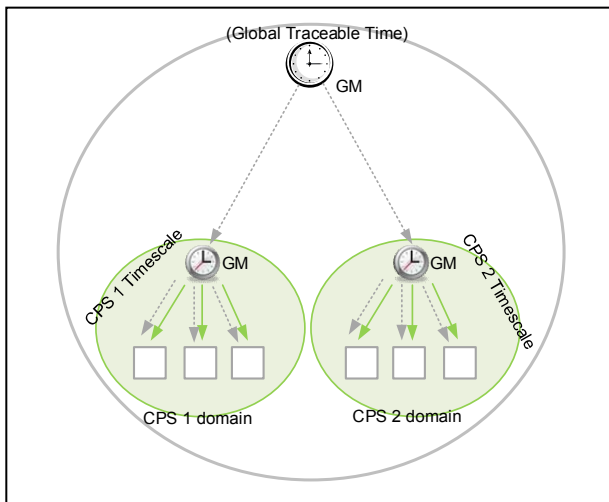 (Global Traceable Time)
GM
CPS 1 Timescale
GM
CPS 2 Timescale
GM
CPS 1 domain
CPS 2 domain